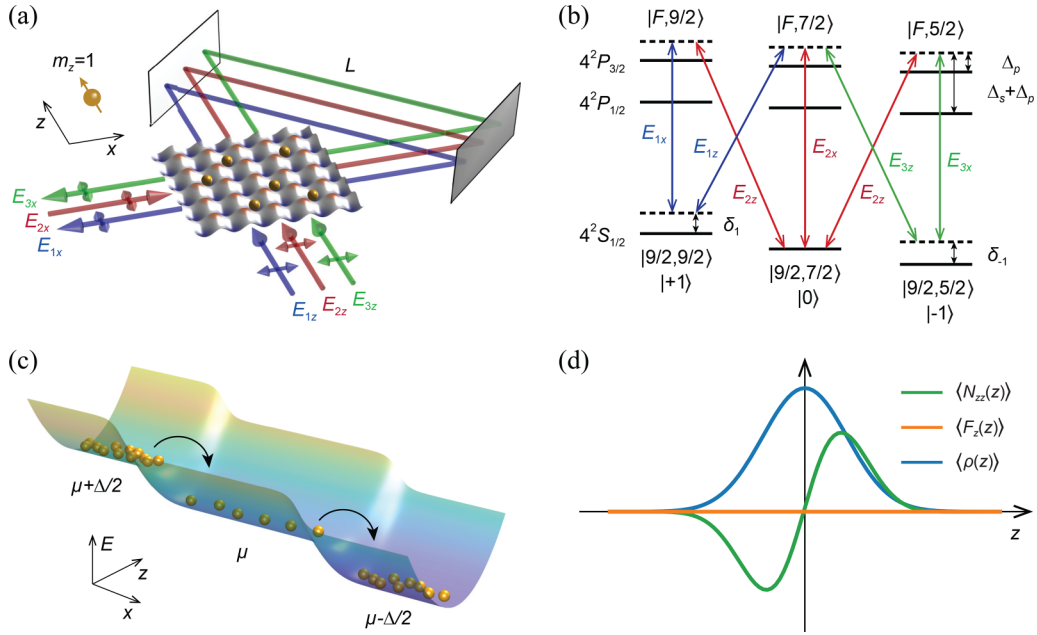 (a)
m_z=1
L
z
x
E_3x
E_2x
E_1x
E_1z
E_2z
E_3z
(b)
|F,9/2⟩
|F,7/2⟩
|F,5/2⟩
4²P_3/2
Δ_p
4²P_1/2
Δ_s+Δ_p
E_1x
E_1z
E_2x
E_3z
E_3x
E_2z
E_2z
4²S_1/2
δ_1
δ_-1
|9/2,9/2⟩
|9/2,7/2⟩
|9/2,5/2⟩
|+1⟩
|0⟩
|-1⟩
(c)
μ+Δ/2
μ
μ-Δ/2
E
z
x
(d)
⟨N_zz(z)⟩
⟨F_z(z)⟩
⟨ρ(z)⟩
z